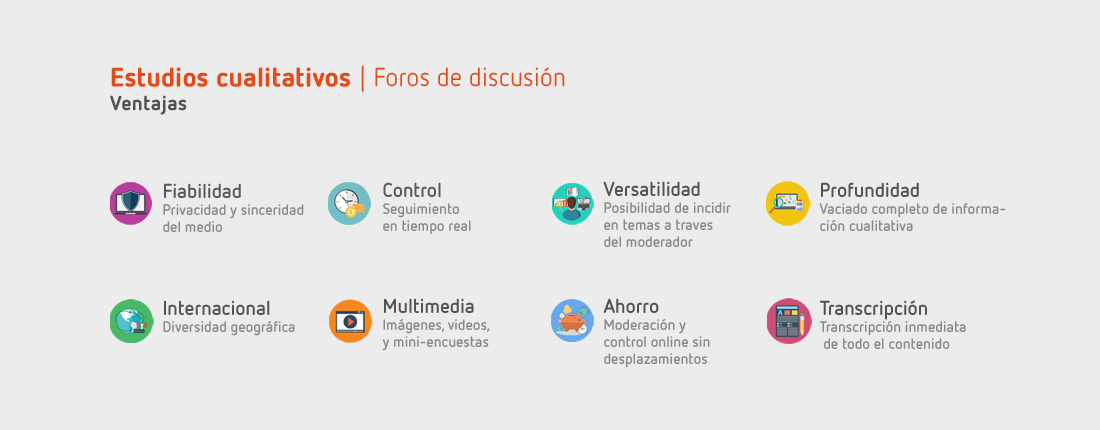 Estudios cualitativos | Foros de discusión
Ventajas
Fiabilidad
Privacidad y sinceridad
del medio
Control
Seguimiento
en tiempo real
Versatilidad
Posibilidad de incidir
en temas a traves
del moderador
Profundidad
Vaciado completo de informa-
ción cualitativa
Internacional
Diversidad geográfica
Multimedia
Imágenes, videos,
y mini-encuestas
Ahorro
Moderación y
control online sin
desplazamientos
Transcripción
Transcripción inmediata
de todo el contenido